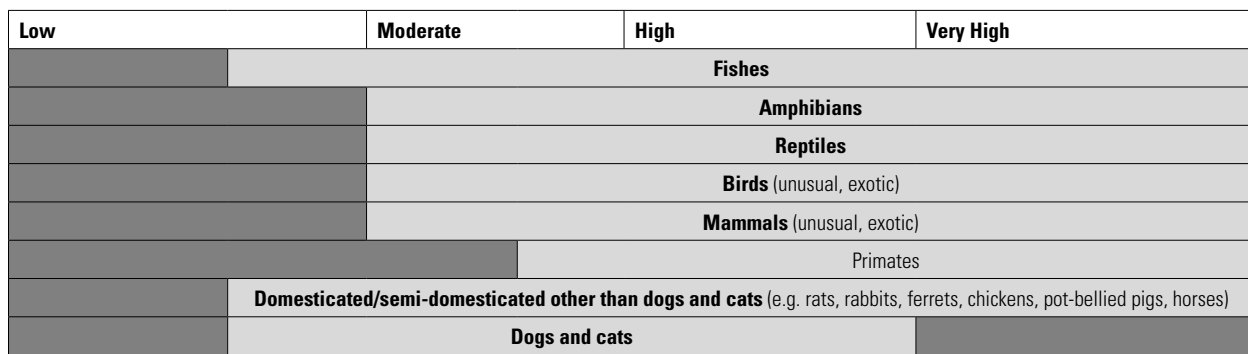 Low Moderate High Very High
Fishes
Amphibians
Reptiles
Birds (unusual, exotic)
Mammals (unusual, exotic)
Primates
Domesticated/semi-domesticated other than dogs and cats (e.g. rats, rabbits, ferrets, chickens, pot-bellied pigs, horses)
Dogs and cats